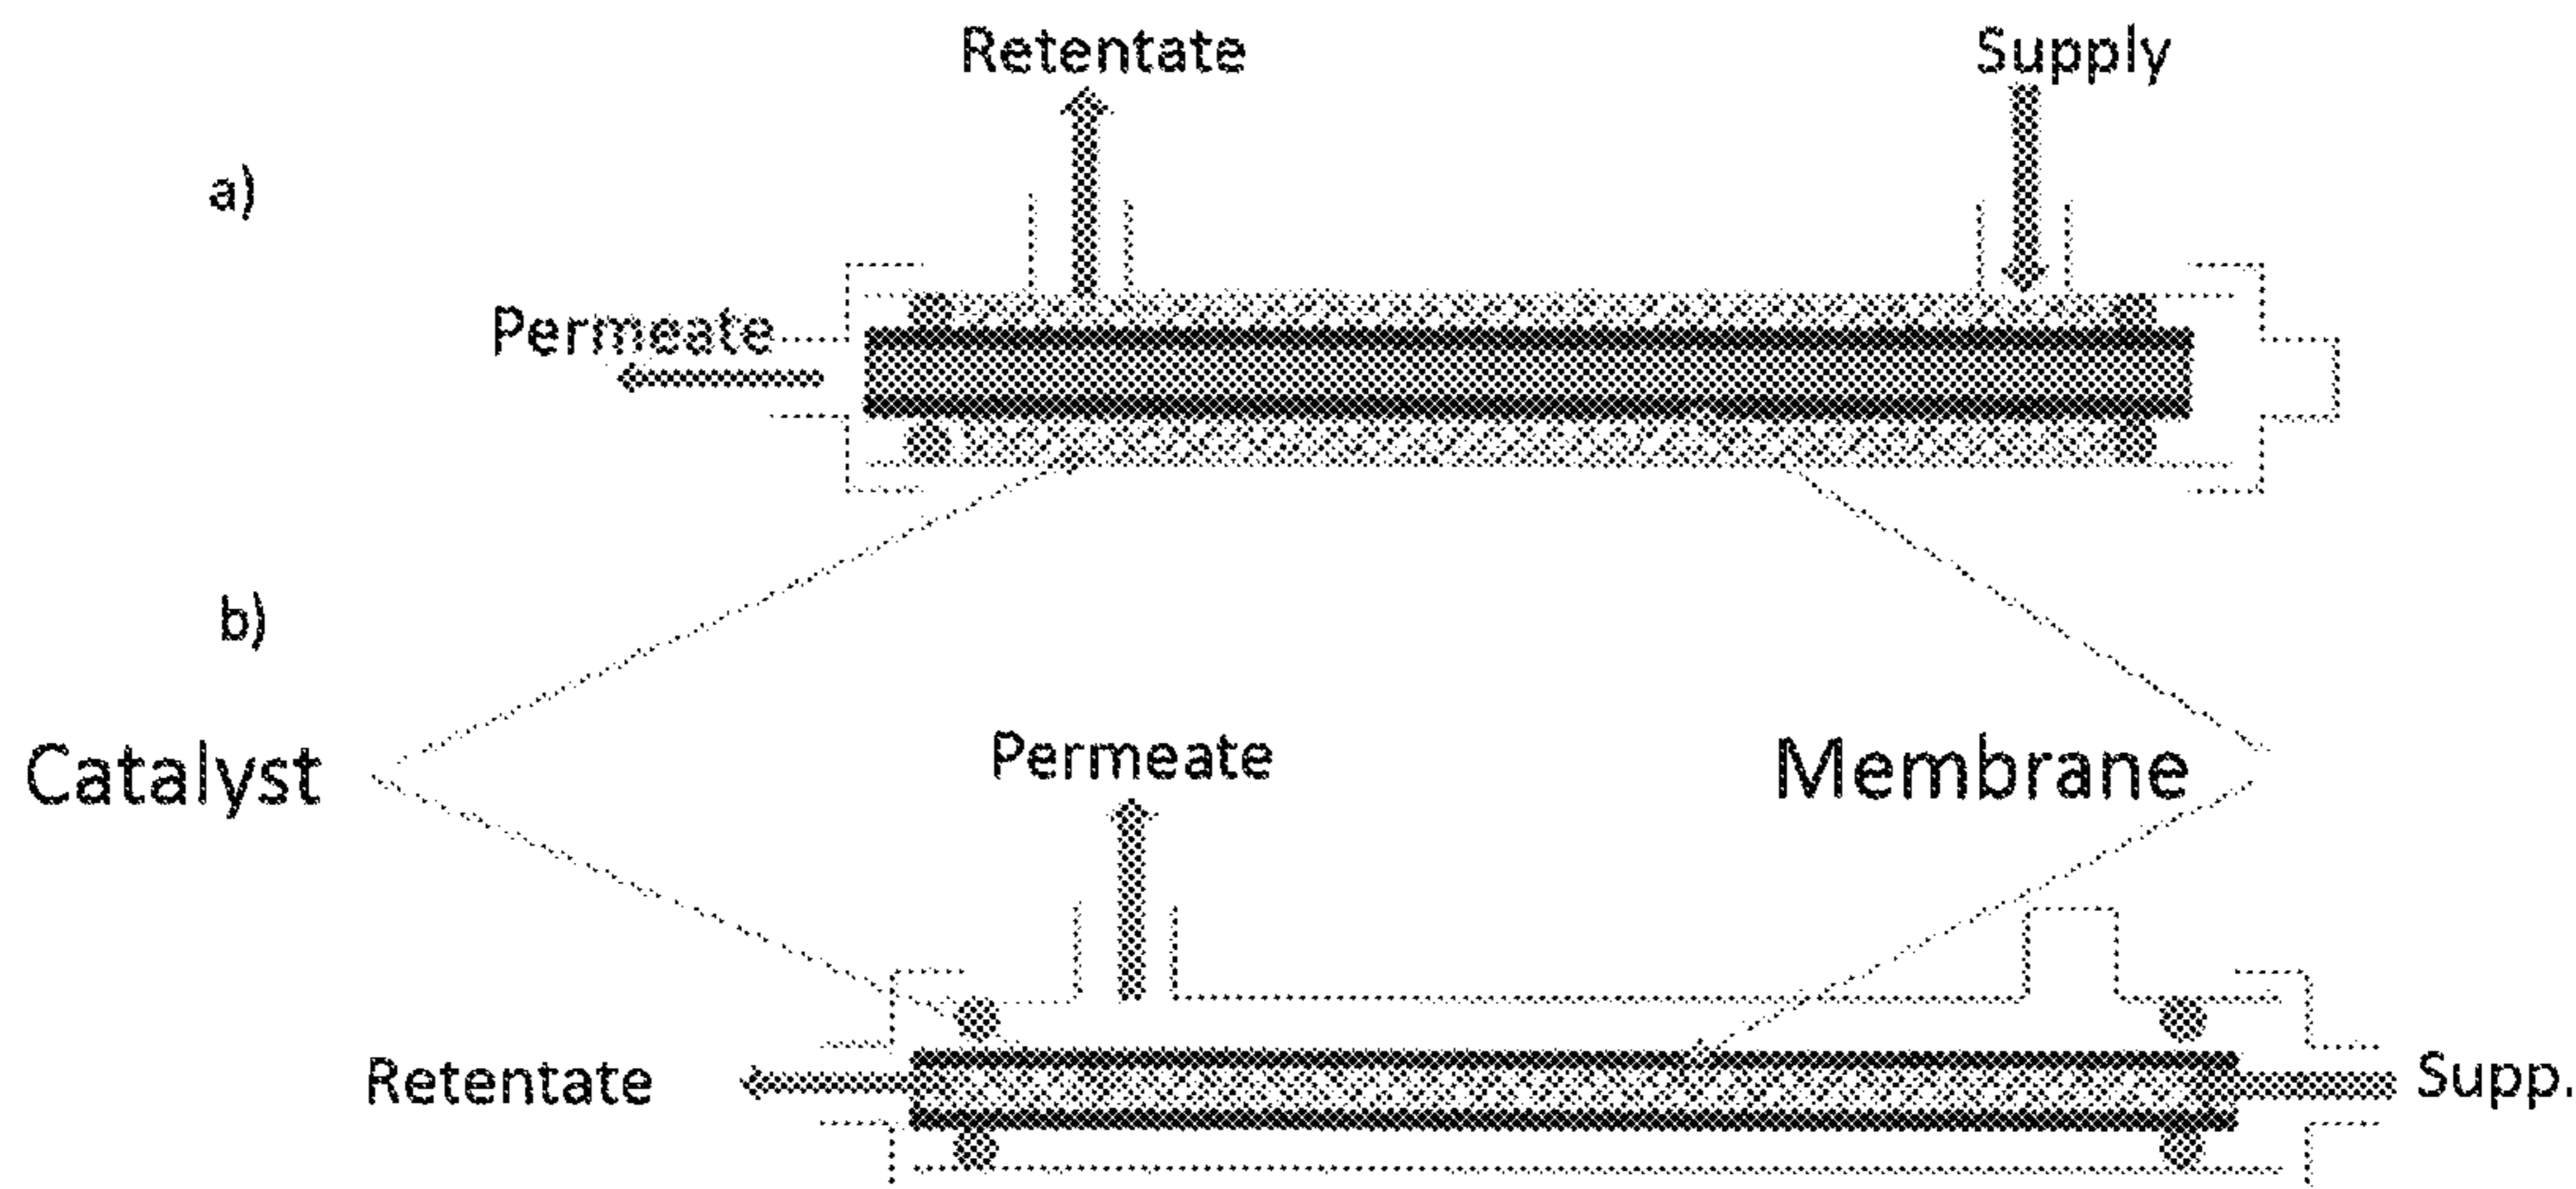 Retentate
Supply
a)
Permeate
b)
Catalyst
Permeate
Membrane
Retentate
Supp.